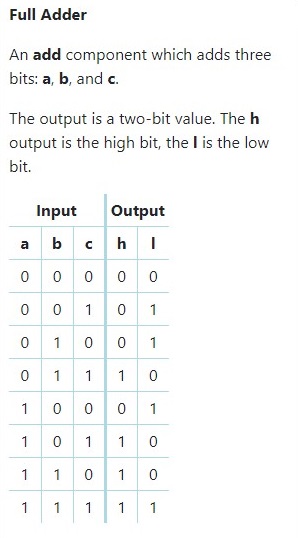 Full Adder
An add component which adds three
bits: a, b, and c.
The output is a two-bit value. The h
output is the high bit, the l is the low
bit.
Input Output
a b c h l
0 0 0 0 0
0 0 1 0 1
0 1 0 0 1
0 1 1 1 0
1 0 0 0 1
1 0 1 1 0
1 1 0 1 0
1 1 1 1 1